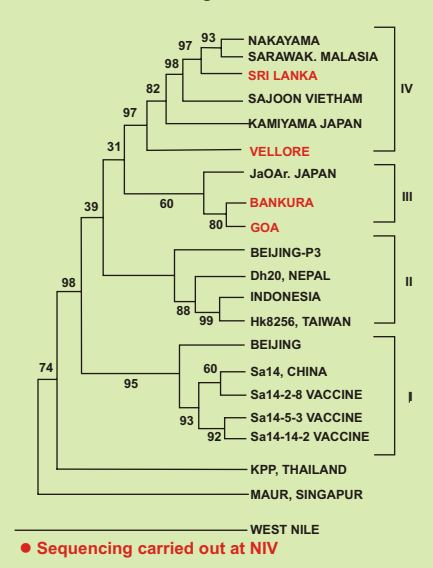 93
NAKAYAMA
97
SARAWAK. MALASIA
98
SRI LANKA
IV
82
SAJOON VIETHAM
97
KAMIYAMA JAPAN
31
VELLORE
JaOAr. JAPAN
60
BANKURA
III
39
80
GOA
BEIJING-P3
Dh20, NEPAL
II
98
INDONESIA
88
99
Hk8256, TAIWAN
BEIJING
74
60
Sa14, CHINA
95
Sa14-2-8 VACCINE
I
93
Sa14-5-3 VACCINE
92
Sa14-14-2 VACCINE
KPP, THAILAND
MAUR, SINGAPUR
WEST NILE
● Sequencing carried out at NIV